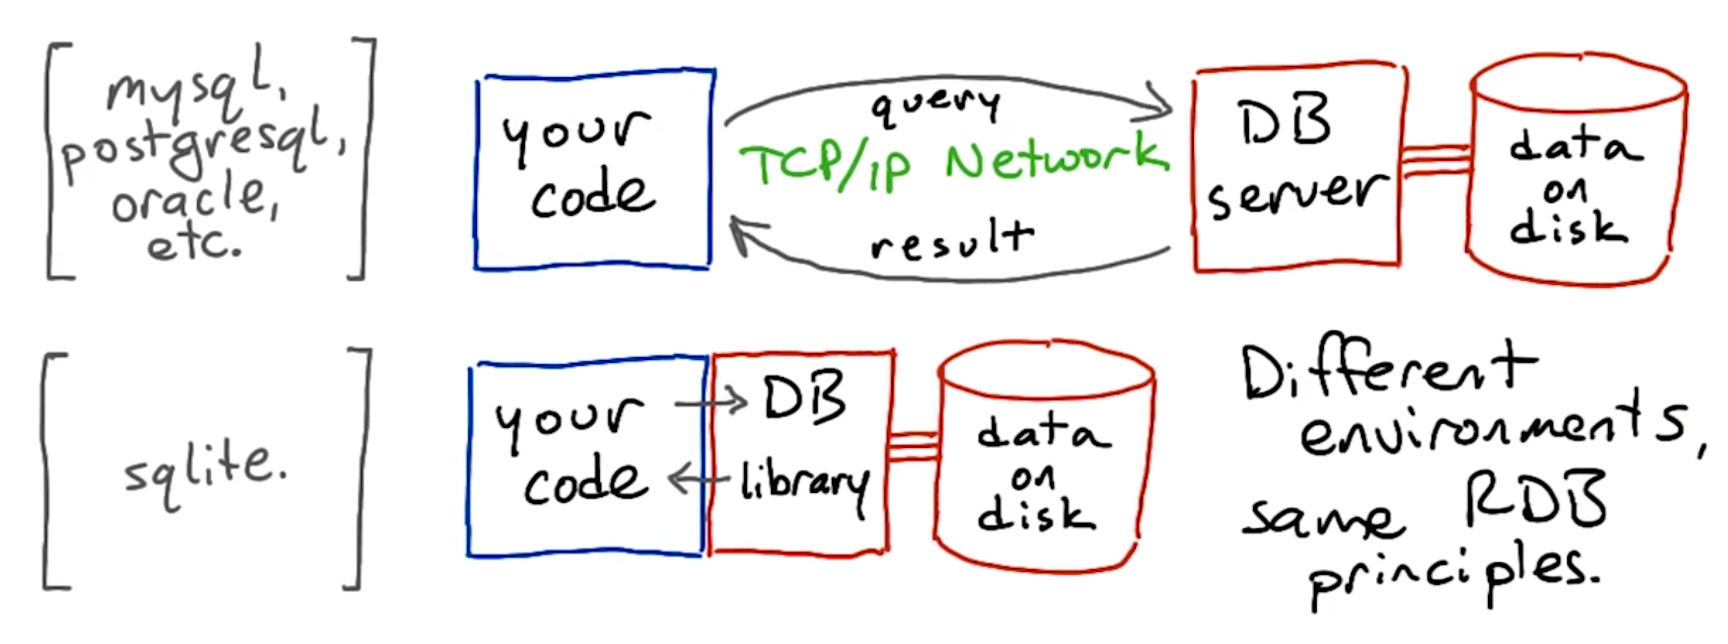 mysql,
postgresql,
oracle,
etc.
your
code
query
TCP/IP Network
result
DB
server
data
on
disk
sqlite.
your
code
DB
library
data
on
disk
Different
environments,
same RDB
principles.